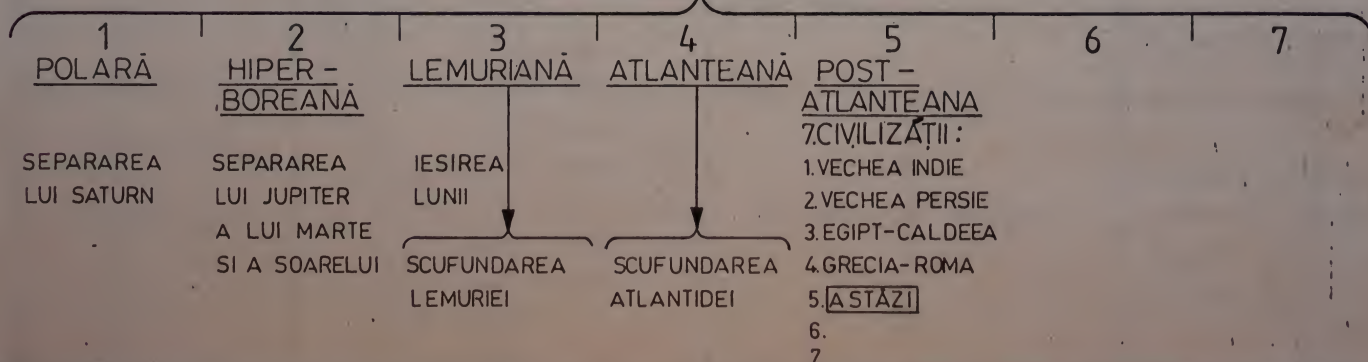 1 2 3 4 5 6 7
POLARĂ
HIPER-
BOREANĂ
LEMURIANĂ
ATLANTEANĂ
POST-
ATLANTEANA
7.CIVILIZAȚII:
1.VECHEA INDIE
2.VECHEA PERSIE
3.EGIPT-CALDEEA
4.GRECIA-ROMA
5.ASTĂZI
6.
7
SEPARAREA
LUI SATURN
SEPARAREA
LUI JUPITER
A LUI MARTE
SI A SOARELUI
IESIREA
LUNII
SCUFUNDAREA
LEMURIEI
SCUFUNDAREA
ATLANTIDEI